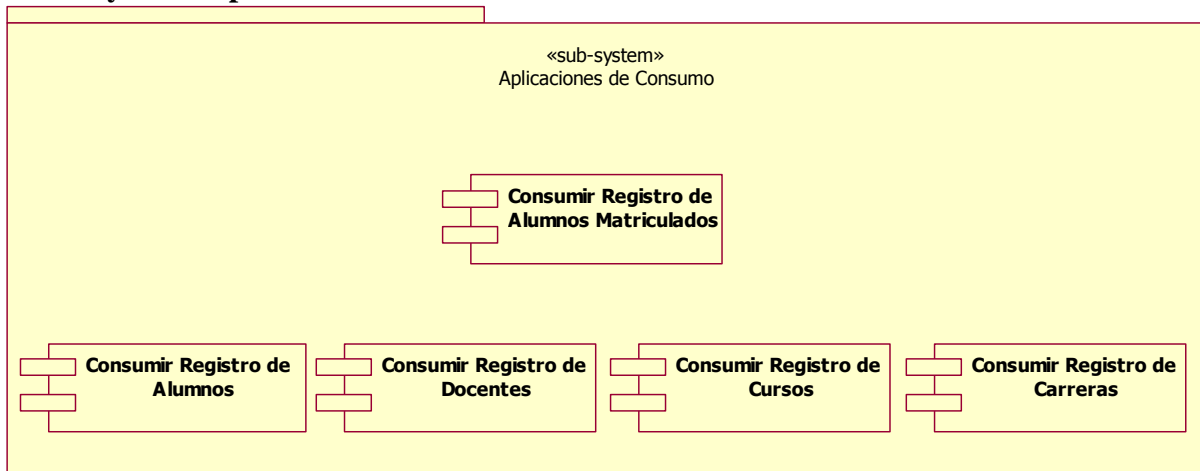 «sub-system»
Aplicaciones de Consumo
Consumir Registro de
Alumnos Matriculados
Consumir Registro de
Alumnos
Consumir Registro de
Docentes
Consumir Registro de
Cursos
Consumir Registro de
Carreras